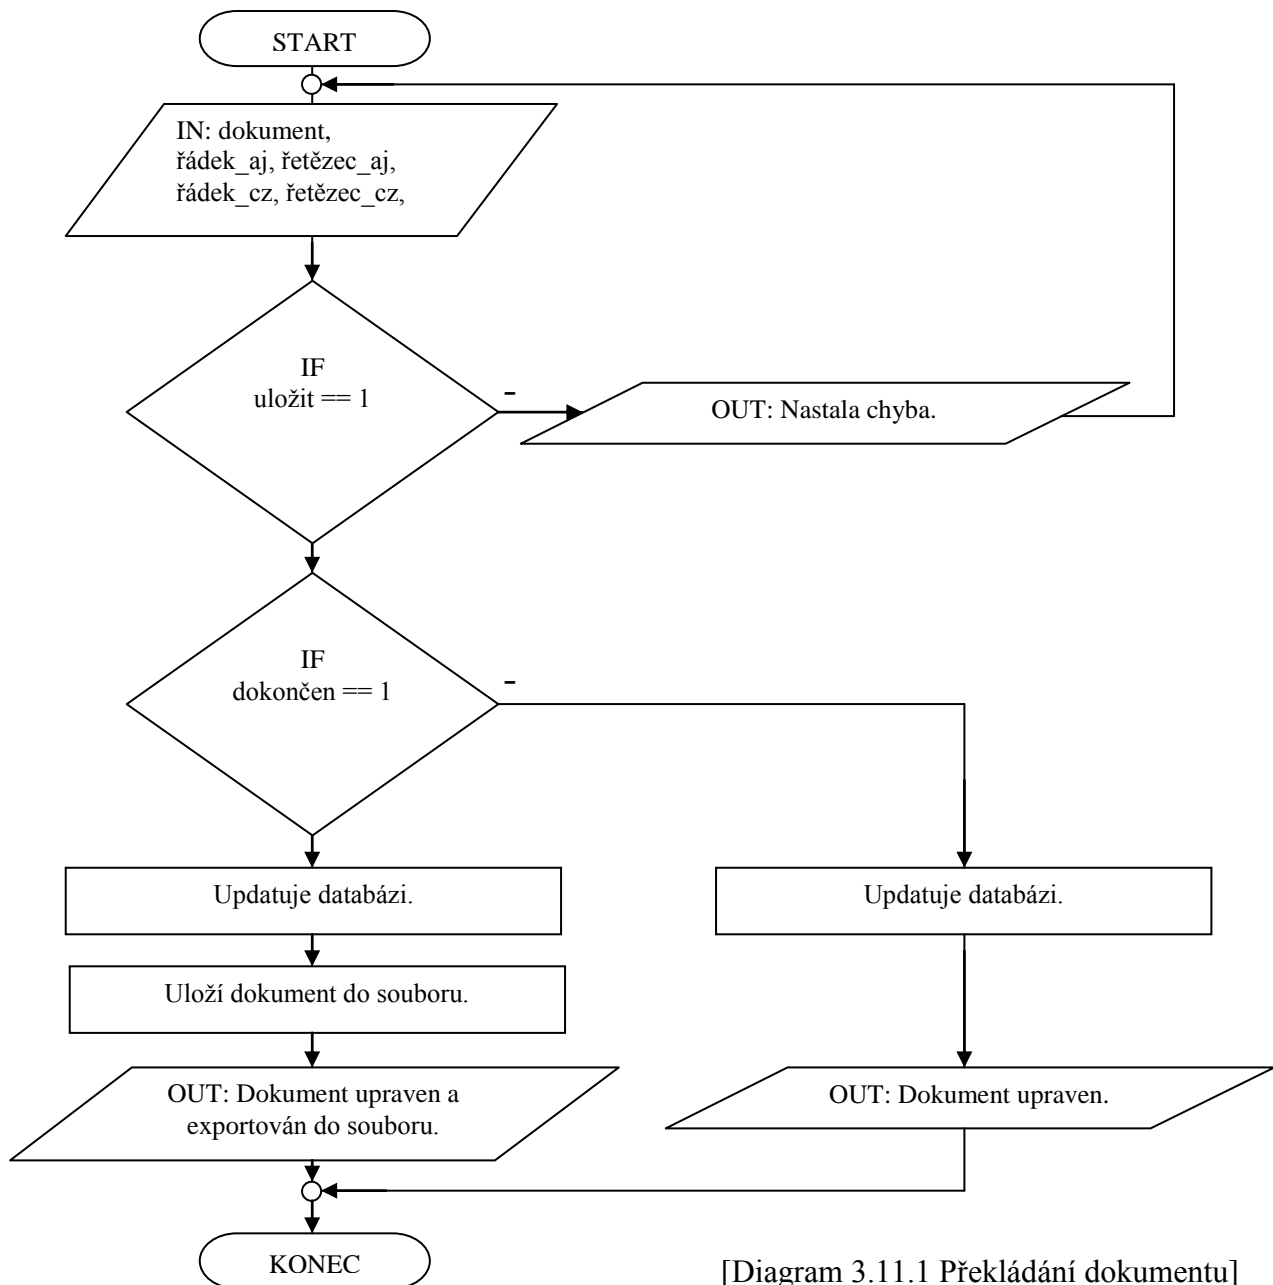 START
IN: dokument,
řádek_aj, řetězec_aj,
řádek_cz, řetězec_cz,
IF
uložit == 1
-
OUT: Nastala chyba.
IF
dokončen == 1
-
Updatuje databázi.
Updatuje databázi.
Uloží dokument do souboru.
OUT: Dokument upraven a
exportován do souboru.
OUT: Dokument upraven.
KONEC
[Diagram 3.11.1 Překládání dokumentu]